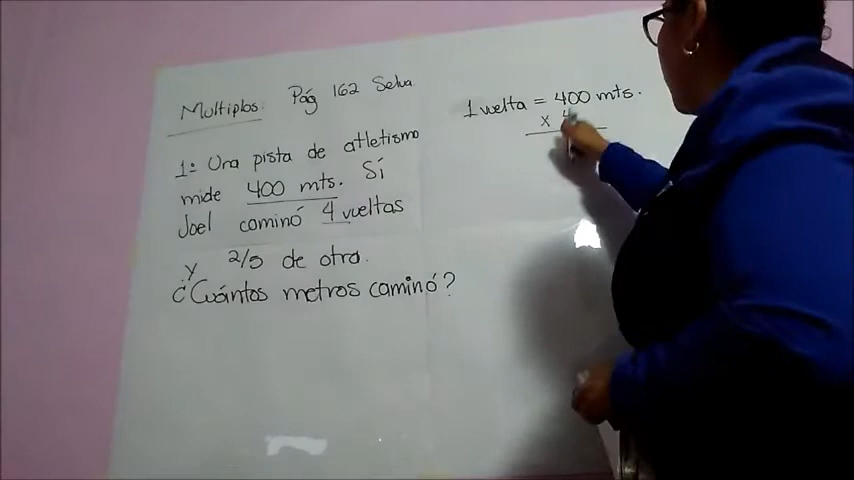 Multiplos: Pág 162 Selva
1= Una pista de atletismo
mide 400 mts. Sí
Joel caminó 4 vueltas
y 2/5 de otra.
¿Cuántos metros caminó?
1 vuelta = 400 mts.
x 4